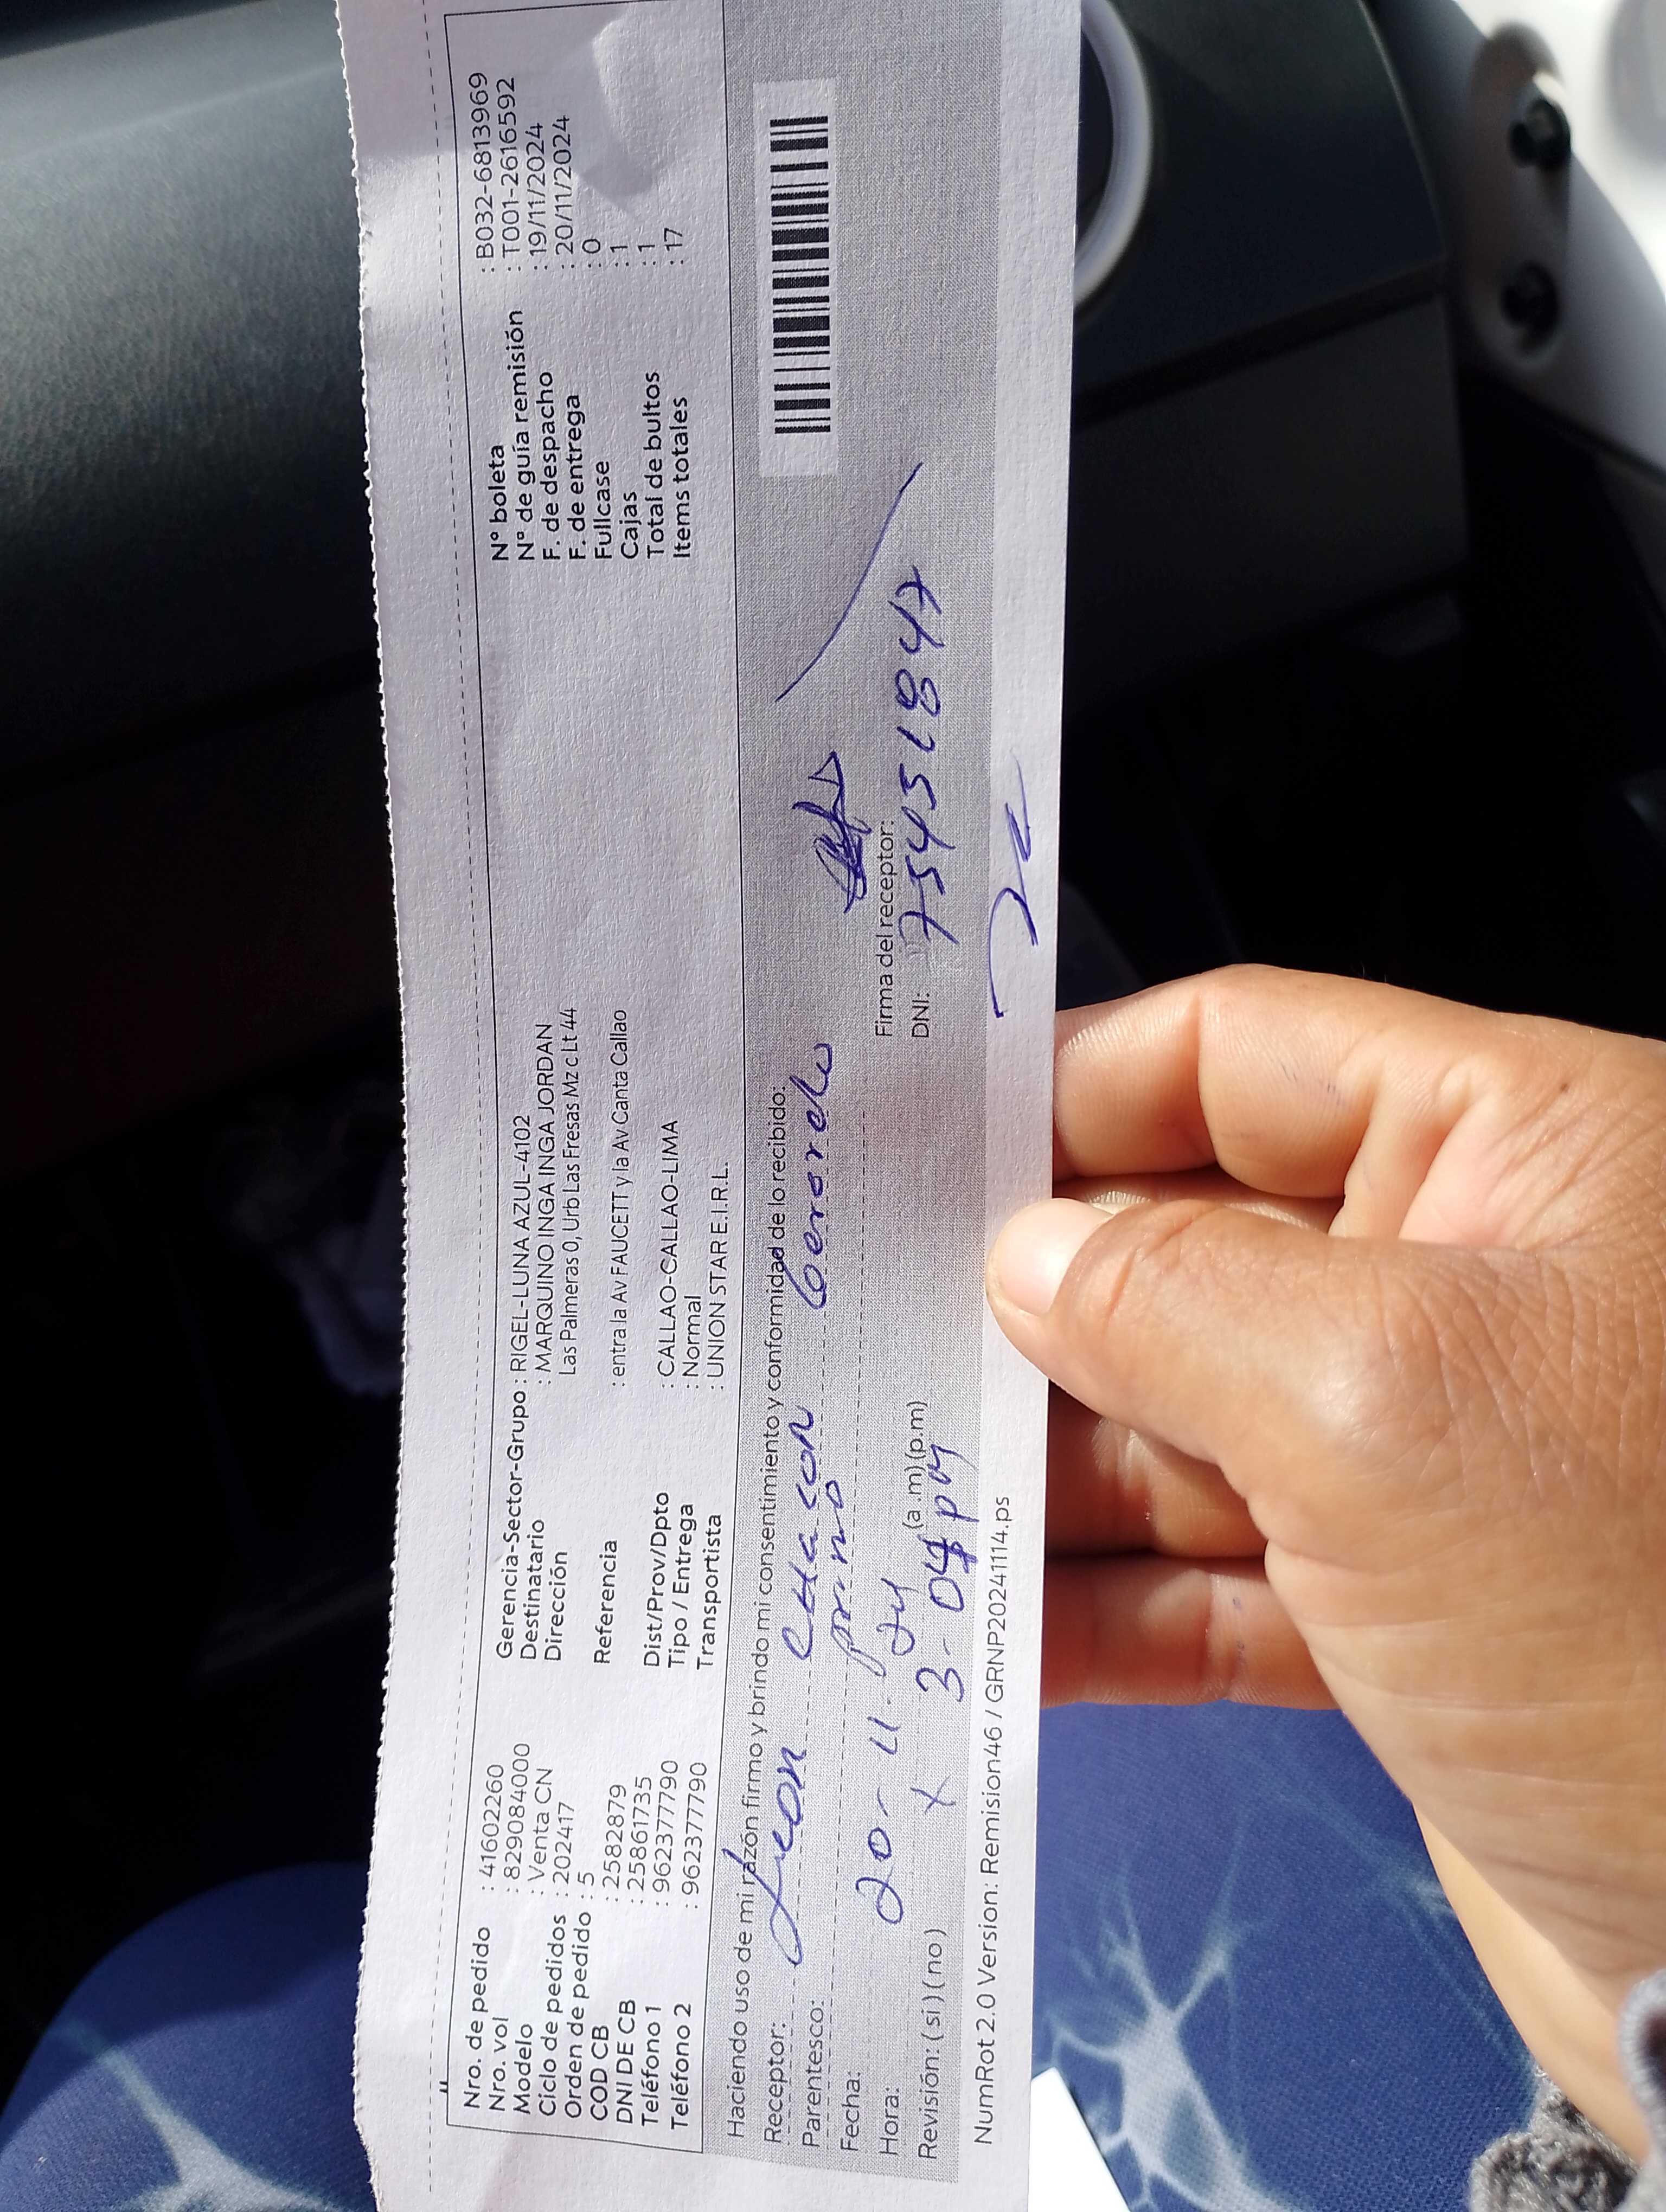 Nro. de pedido : 41602260
Nro. vol : 829084000
Modelo : Venta CN
Ciclo de pedidos : 202417
Orden de pedido : 5
COD CB : 2582879
DNI DE CB : 25861735
Teléfono 1 : 962377790
Teléfono 2 : 962377790
Gerencia-Sector-Grupo : RIGEL-LUNA AZUL-4102
Destinatario : MARQUINO INGA INGA JORDAN
Dirección Las Palmeras 0, Urb Las Fresas Mz c Lt 44
Referencia : entra la Av FAUCETT y la Av Canta Callao
Dist/Prov/Dpto : CALLAO-CALLAO-LIMA
Tipo / Entrega : Normal
Transportista : UNION STAR E.I.R.L.
N° boleta : B032-6813969
N° de guía remisión : T001-2616592
F. de despacho : 19/11/2024
F. de entrega : 20/11/2024
Fullcase : 0
Cajas : 1
Total de bultos : 1
Items totales : 17
Haciendo uso de mi razón firmo y brindo mi consentimiento y conformidad de lo recibido:
Receptor: Leon Chacon Gerardo
Parentesco: primo
Fecha: 20-11-24
Hora: 3-04 pm (a.m) (p.m)
Revisión: (si) (no) x
Firma del receptor:
DNI: 75451847
NumRot 2.0 Version: Remision46 / GRNP20241114.ps